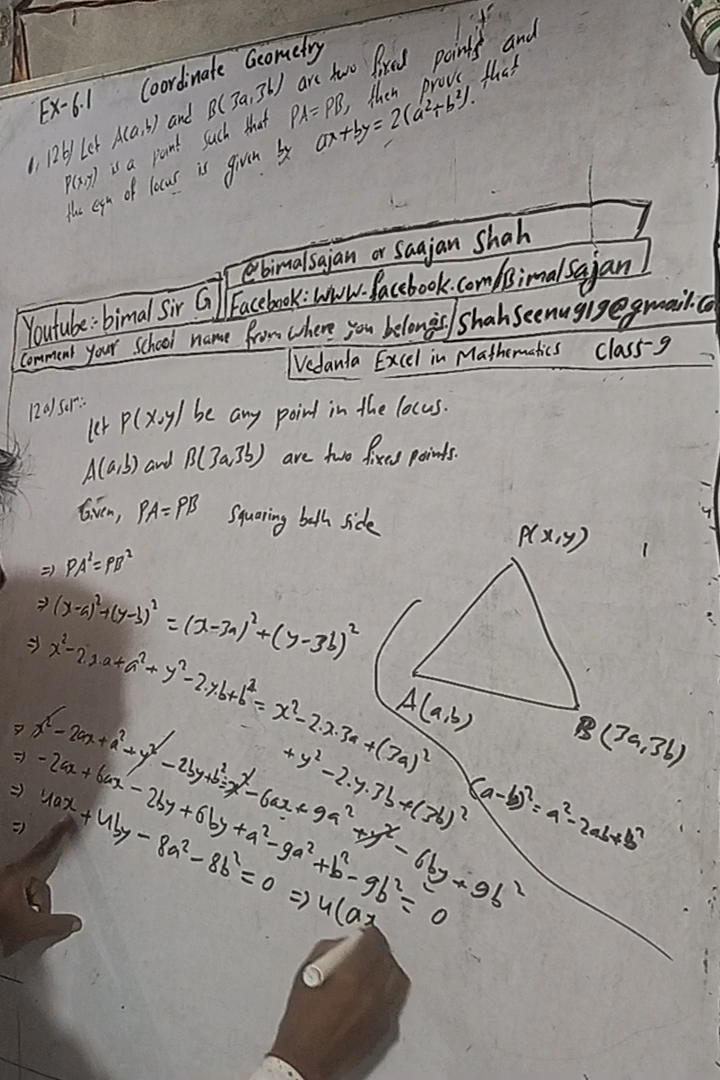 Ex-6.1 Coordinate Geometry
12b) Let A(a,b) and B(3a,3b) are two fixed points and
P(x,y) is a point such that PA=PB, then prove that
the eqn of locus is given by ax+by=2(a²+b²).
@bimalsajan or saajan shah
Youtube:- bimal Sir G
Facebook: www.facebook.com/Bimalsajan
comment your school name from where you belongs.
Shahseenu919@gmail.co
Vedanta Excel in Mathematics Class-9
12a) Solⁿ:-
Let P(x,y) be any point in the locus.
A(a,b) and B(3a,3b) are two fixed points.
Given, PA=PB Squaring both side
⇒ PA²=PB²
⇒ (x-a)²+(y-b)² = (x-3a)²+(y-3b)²
⇒ x²-2.x.a+a²+y²-2.y.b+b² = x²-2.x.3a+(3a)²
+y²-2.y.3b+(3b)²
⇒ x²-2ax+a²+y²-2by+b²=x²-6ax+9a²+y²-6by+9b²
⇒ -2ax+6ax-2by+6by+a²-9a²+b²-9b²=0
⇒ 4ax+4by-8a²-8b²=0 ⇒ 4(ax
⇒
P(x,y)
A(a,b)
B(3a,3b)
(a-b)²=a²-2ab+b²